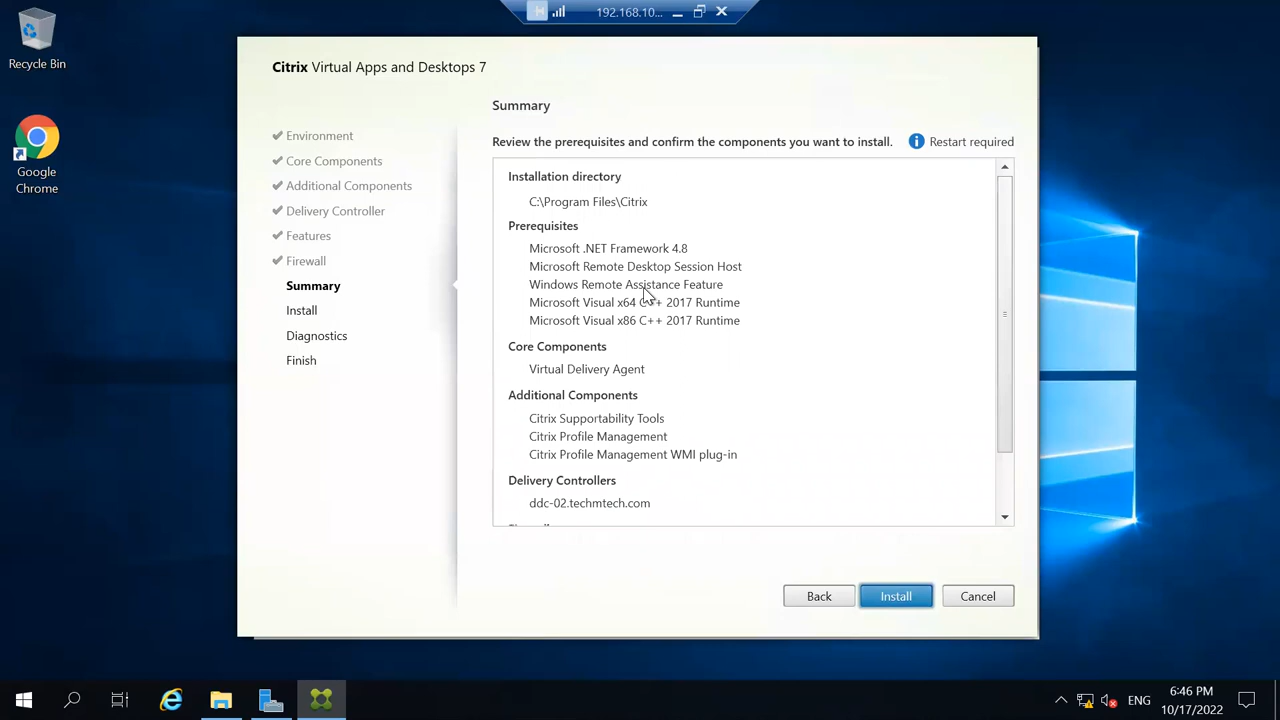 192.168.10...
Recycle Bin
Google
Chrome
Citrix Virtual Apps and Desktops 7
Environment
Core Components
Additional Components
Delivery Controller
Features
Firewall
Summary
Install
Diagnostics
Finish
Summary
Review the prerequisites and confirm the components you want to install.
Restart required
Installation directory
C:\Program Files\Citrix
Prerequisites
Microsoft .NET Framework 4.8
Microsoft Remote Desktop Session Host
Windows Remote Assistance Feature
Microsoft Visual x64 C++ 2017 Runtime
Microsoft Visual x86 C++ 2017 Runtime
Core Components
Virtual Delivery Agent
Additional Components
Citrix Supportability Tools
Citrix Profile Management
Citrix Profile Management WMI plug-in
Delivery Controllers
ddc-02.techmtech.com
Back
Install
Cancel
ENG
6:46 PM
10/17/2022